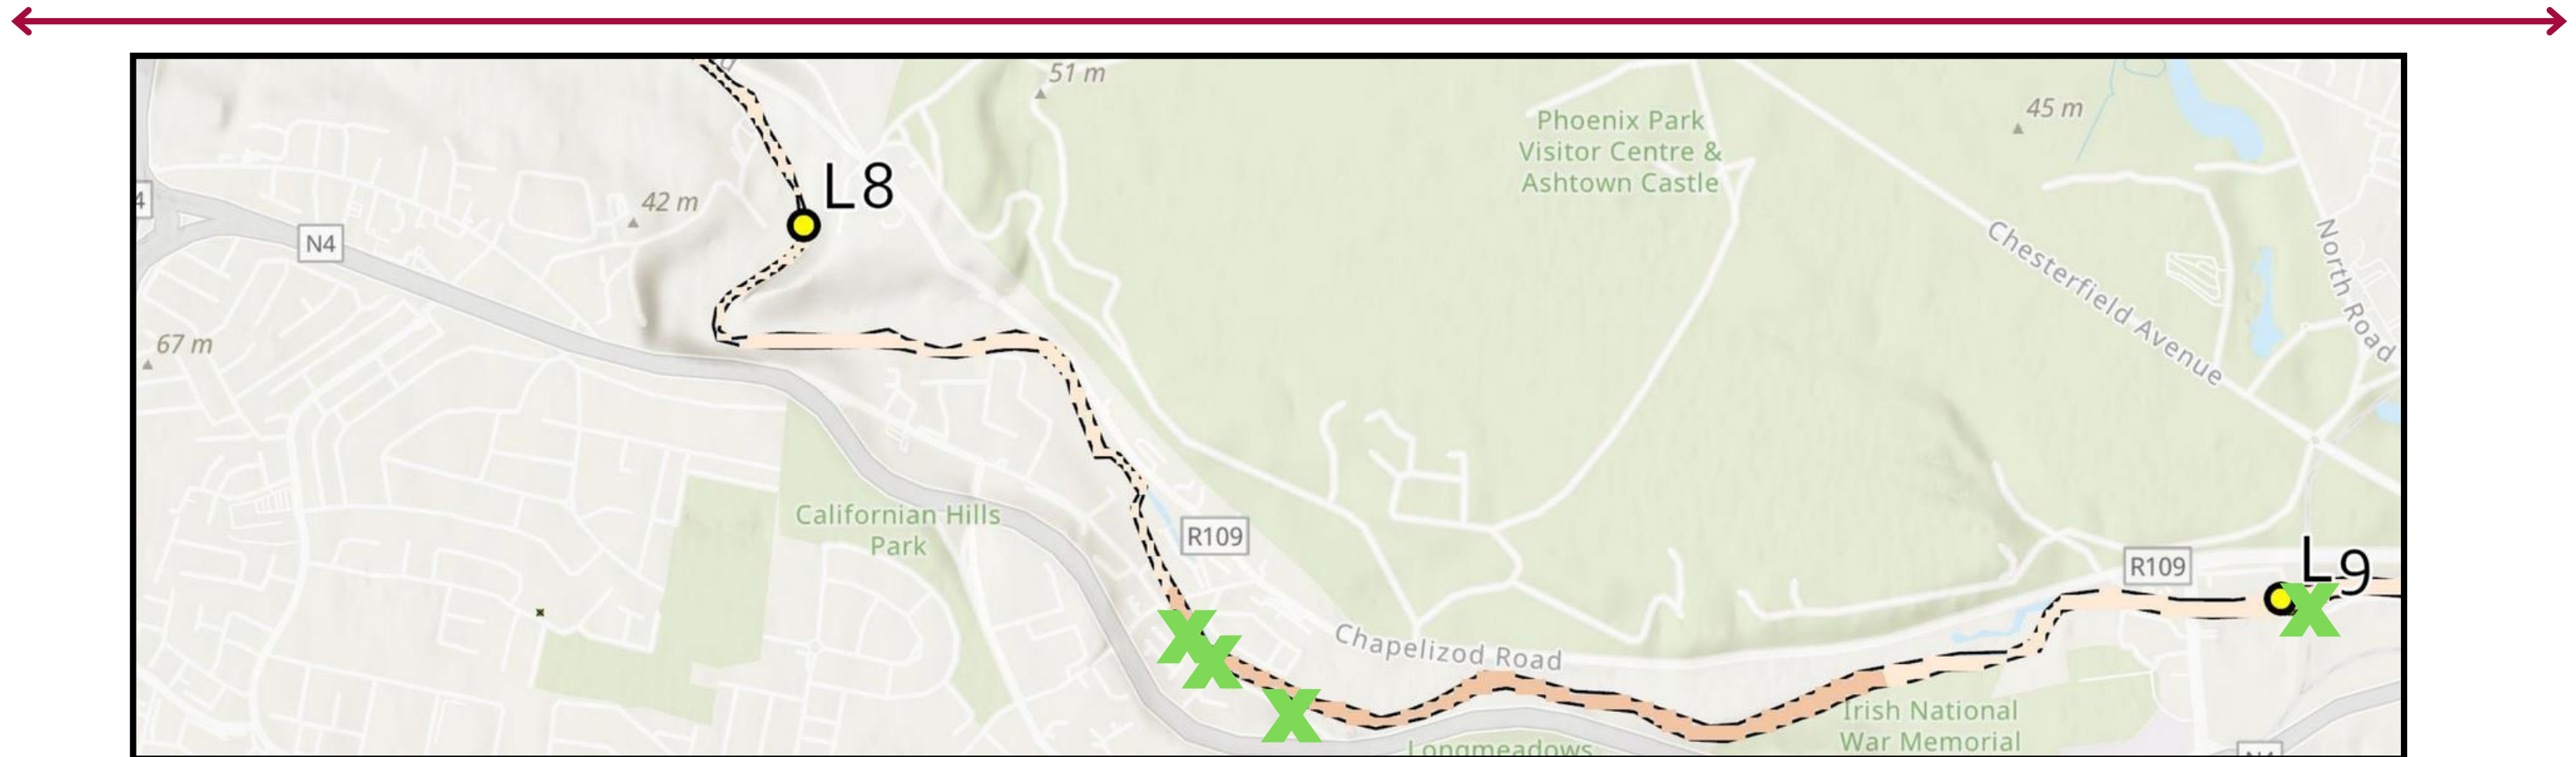 51 m
Phoenix Park
Visitor Centre &
Ashtown Castle
45 m
L8
42 m
4
N4
North Road
Chesterfield Avenue
67 m
Californian Hills
Park
R109
R109
L9
Chapelizod Road
Irish National
War Memorial
Longmeadows
X
X
X
X